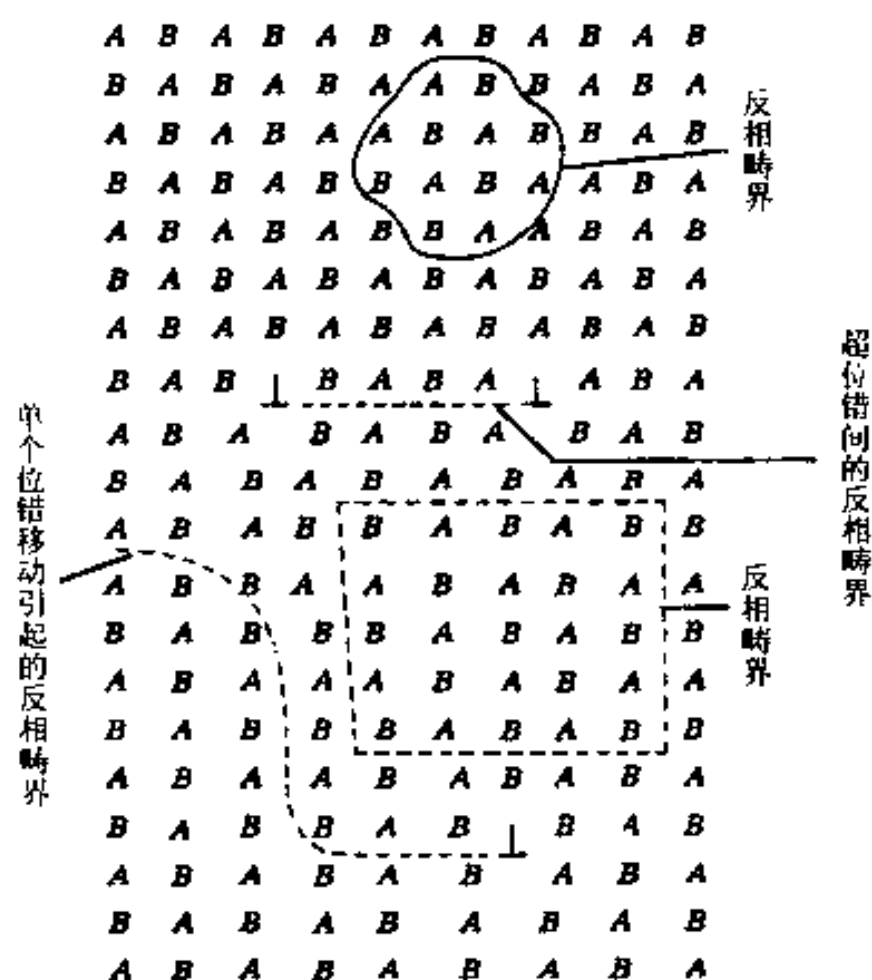 A B A B A B A B A B A B
B A B A B A A B B A B A
A B A B A A B A B B A B
B A B A B B A B A A B A
A B A B A B B A A B A B
B A B A B A B A B A B A
A B A B A B A B A B A B
B A B B A B A A B A
A B A B A B A B A B
B A B A B A B A B A
A B A B B A B A B B
A B B A A B A B A A
B A B B B A B A B B
A B A A A B A B A A
B A B B B A B A B B
A B A A B A B A B A
B A B B A B B A B
A B A B A B A B A
B A B A B A B A B
A B A B A B A B A
反相畴界
超位错间的反相畴界
反相畴界
单个位错移动引起的反相畴界